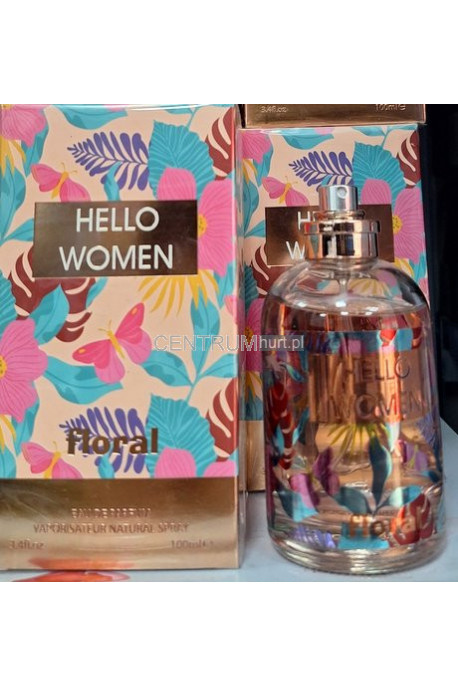 3.4fl.oz 100ml℮
HELLO
WOMEN
CENTRUMhurt.pl
floral
EAU DE PARFUM
VAPORISATEUR NATURAL SPRAY
3.4fl.oz 100ml℮
HELLO
WOMEN
floral